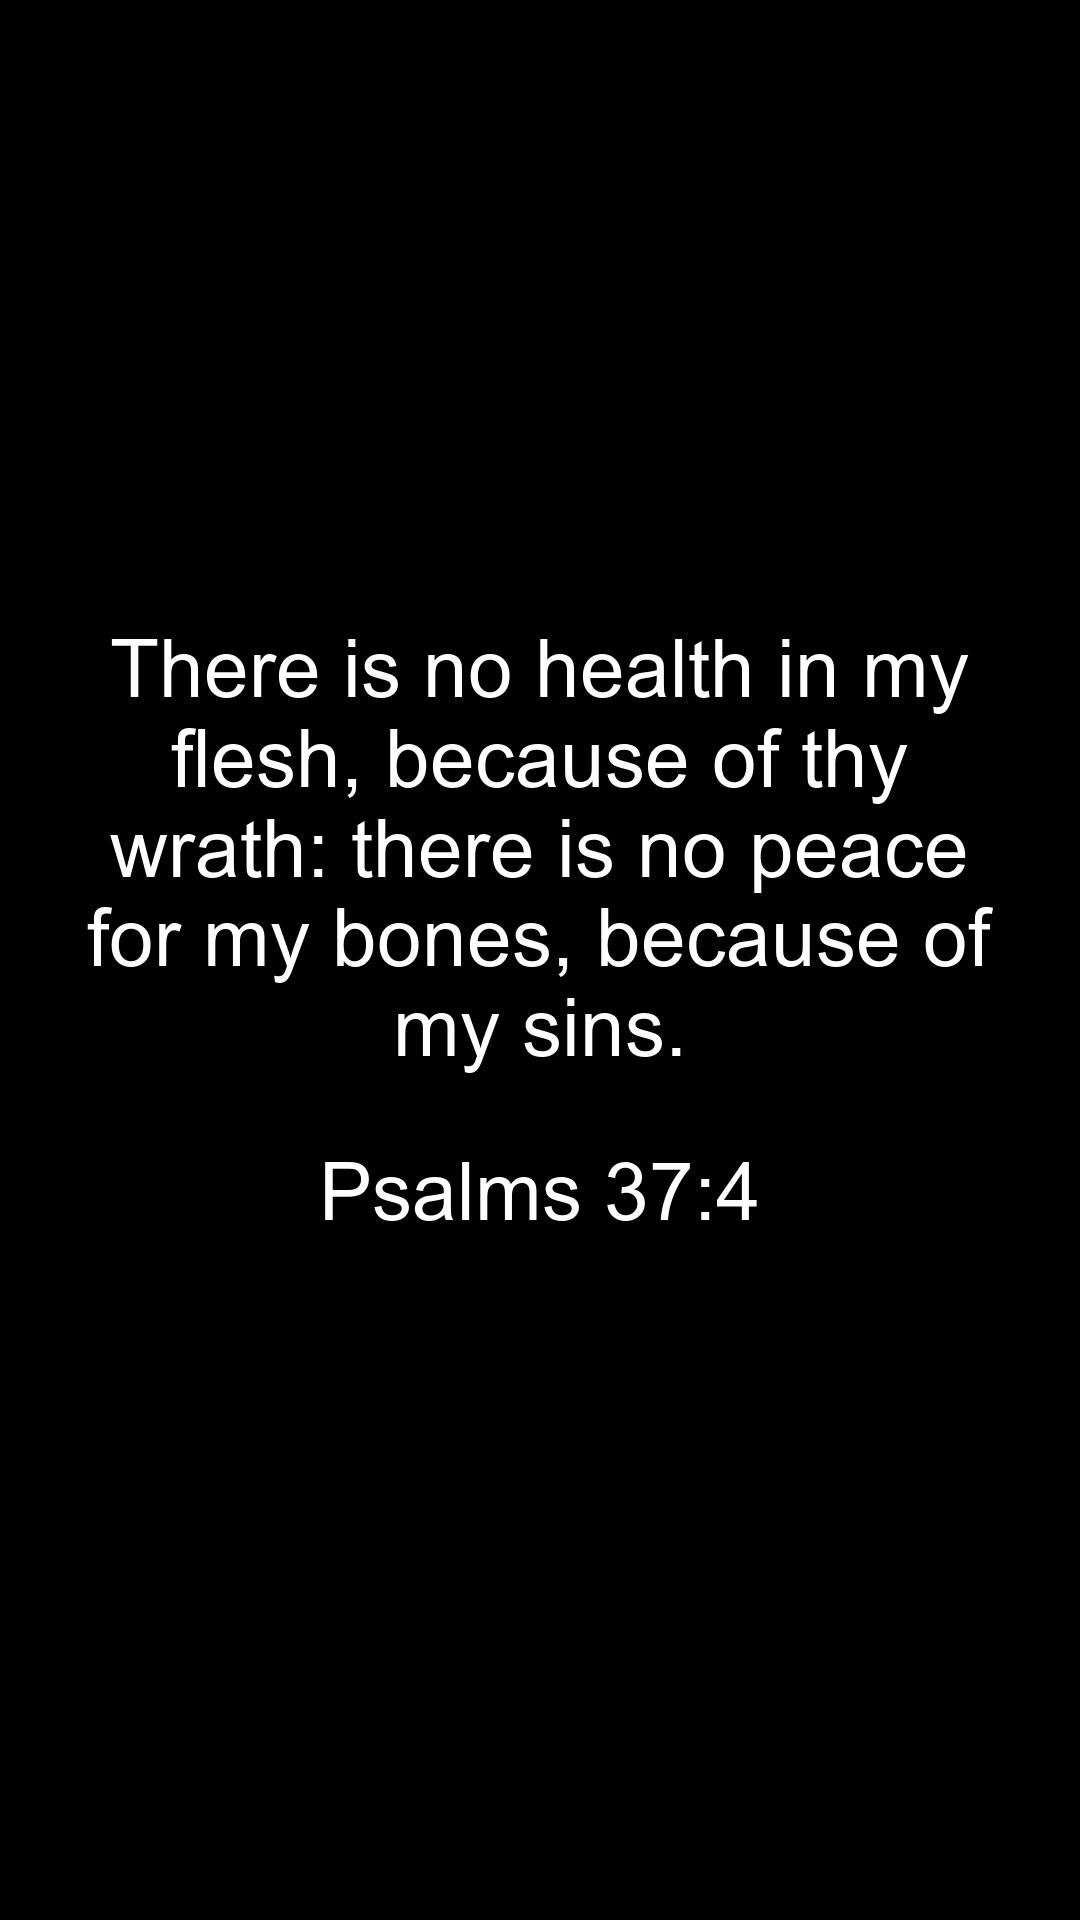 There is no health in my
flesh, because of thy
wrath: there is no peace
for my bones, because of
my sins.
Psalms 37:4